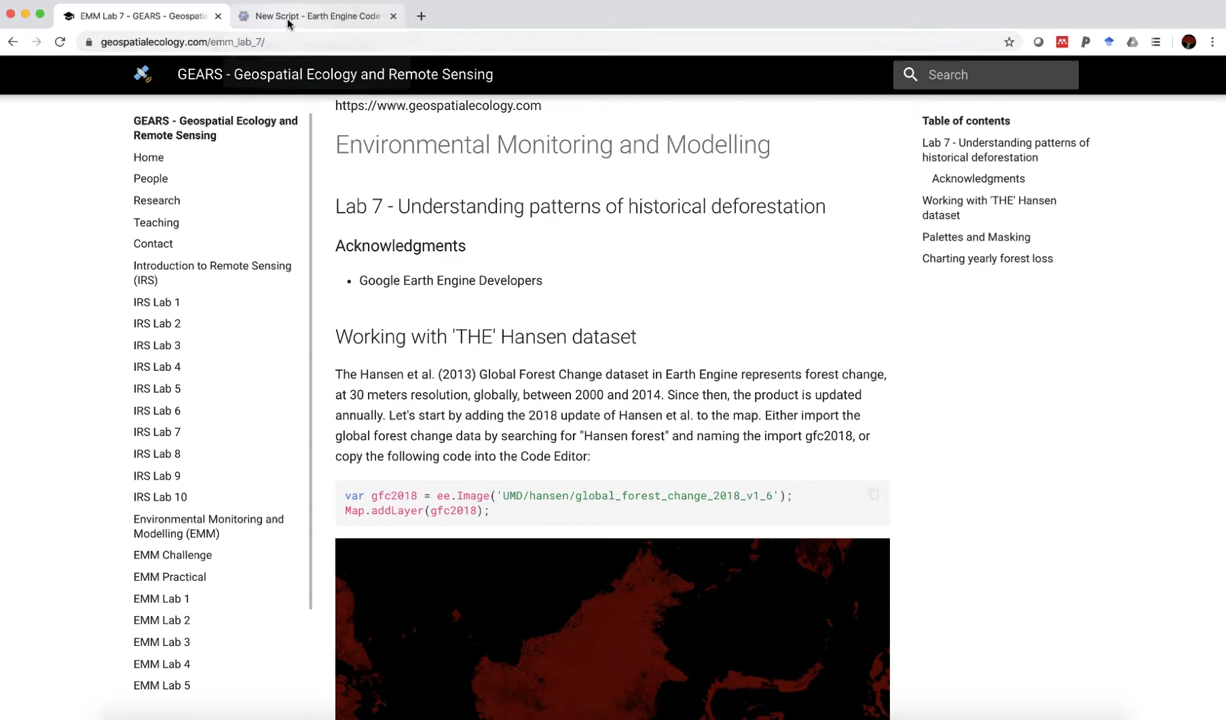 EMM Lab 7 - GEARS - Geospatia
New Script - Earth Engine Code
geospatialecology.com/emm_lab_7/
GEARS - Geospatial Ecology and Remote Sensing
Search
GEARS - Geospatial Ecology and
Remote Sensing
Home
People
Research
Teaching
Contact
Introduction to Remote Sensing
(IRS)
IRS Lab 1
IRS Lab 2
IRS Lab 3
IRS Lab 4
IRS Lab 5
IRS Lab 6
IRS Lab 7
IRS Lab 8
IRS Lab 9
IRS Lab 10
Environmental Monitoring and
Modelling (EMM)
EMM Challenge
EMM Practical
EMM Lab 1
EMM Lab 2
EMM Lab 3
EMM Lab 4
EMM Lab 5
https://www.geospatialecology.com
Environmental Monitoring and Modelling
Lab 7 - Understanding patterns of historical deforestation
Acknowledgments
• Google Earth Engine Developers
Working with 'THE' Hansen dataset
The Hansen et al. (2013) Global Forest Change dataset in Earth Engine represents forest change,
at 30 meters resolution, globally, between 2000 and 2014. Since then, the product is updated
annually. Let's start by adding the 2018 update of Hansen et al. to the map. Either import the
global forest change data by searching for "Hansen forest" and naming the import gfc2018, or
copy the following code into the Code Editor:
var gfc2018 = ee.Image('UMD/hansen/global_forest_change_2018_v1_6');
Map.addLayer(gfc2018);
Table of contents
Lab 7 - Understanding patterns of
historical deforestation
Acknowledgments
Working with 'THE' Hansen
dataset
Palettes and Masking
Charting yearly forest loss